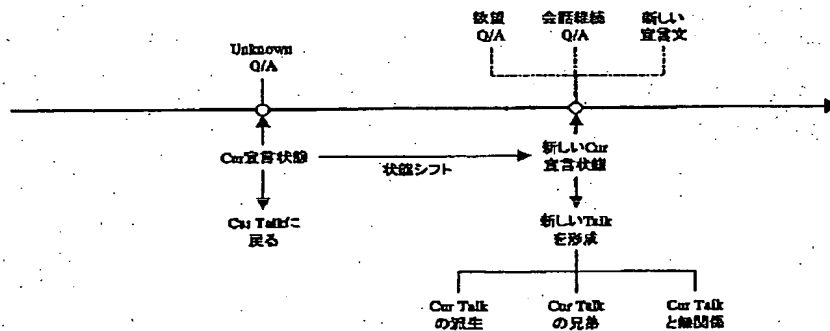 欲望
Q/A
会話継続
Q/A
新しい
宣言文
Unknown
Q/A
Cur宣言状態
状態シフト
新しいCur
宣言状態
Cur Talkに
戻る
新しいTalk
を形成
Cur Talk
の派生
Cur Talk
の兄弟
Cur Talk
と無関係